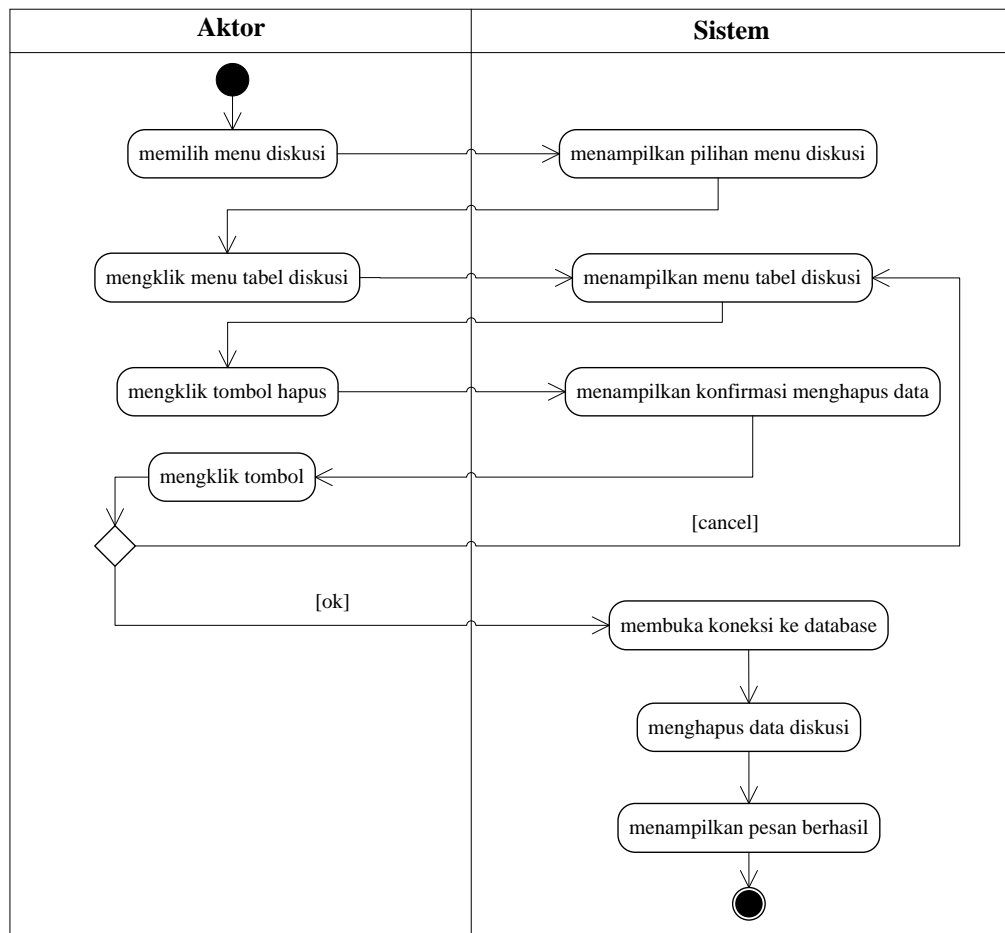 Aktor
Sistem
memilih menu diskusi
menampilkan pilihan menu diskusi
mengklik menu tabel diskusi
menampilkan menu tabel diskusi
mengklik tombol hapus
menampilkan konfirmasi menghapus data
mengklik tombol
[cancel]
[ok]
membuka koneksi ke database
menghapus data diskusi
menampilkan pesan berhasil